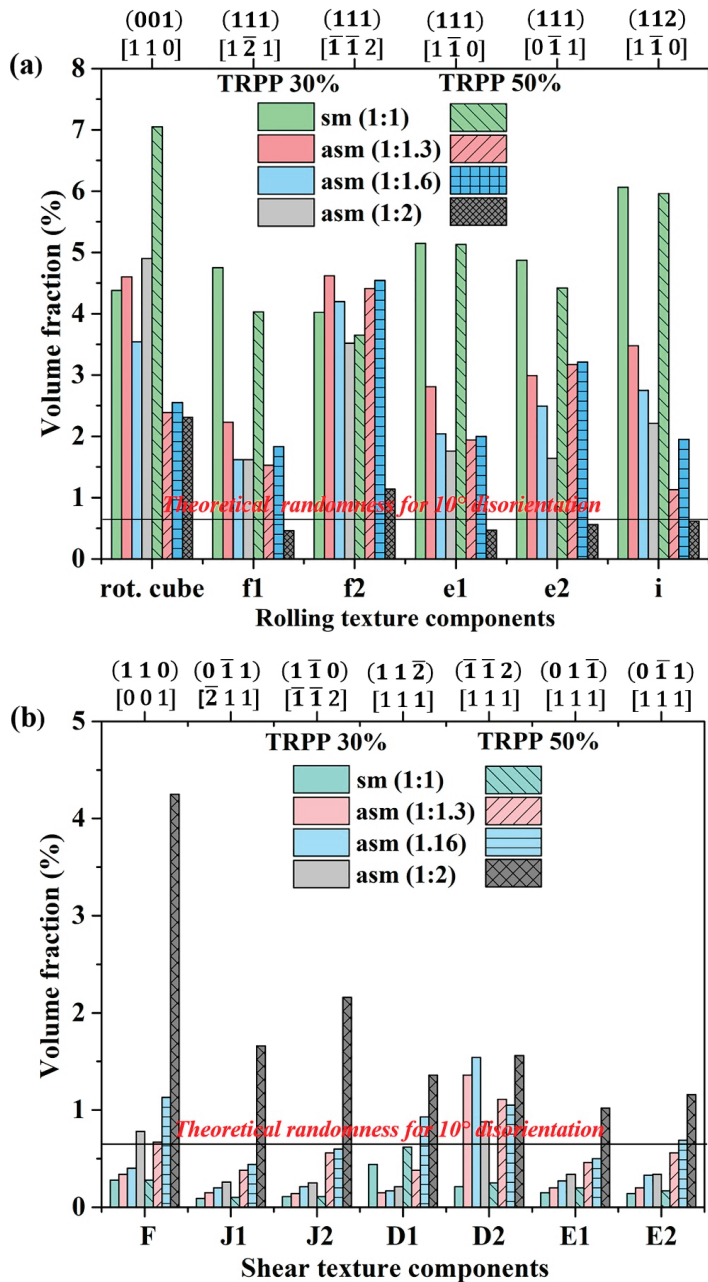 (001) (111) (111) (111) (111) (112)
[1 1 0] [1 2̅ 1] [1̅ 1̅ 2] [1 1̅ 0] [0 1̅ 1] [1 1̅ 0]
(a)
TRPP 30% TRPP 50%
sm (1:1)
asm (1:1.3)
asm (1:1.6)
asm (1:2)
Volume fraction (%)
8
7
6
5
4
3
2
1
0
Theoretical randomness for 10° disorientation
rot. cube f1 f2 e1 e2 i
Rolling texture components
(1 1 0) (0 1̅ 1) (1 1̅ 0) (1 1 2̅) (1̅ 1̅ 2) (0 1 1̅) (0 1̅ 1)
[0 0 1] [2̅ 1 1] [1̅ 1̅ 2] [1 1 1] [1 1 1] [1 1 1] [1 1 1]
(b)
TRPP 30% TRPP 50%
sm (1:1)
asm (1:1.3)
asm (1.16)
asm (1:2)
Volume fraction (%)
5
4
3
2
1
0
Theoretical randomness for 10° disorientation
F J1 J2 D1 D2 E1 E2
Shear texture components